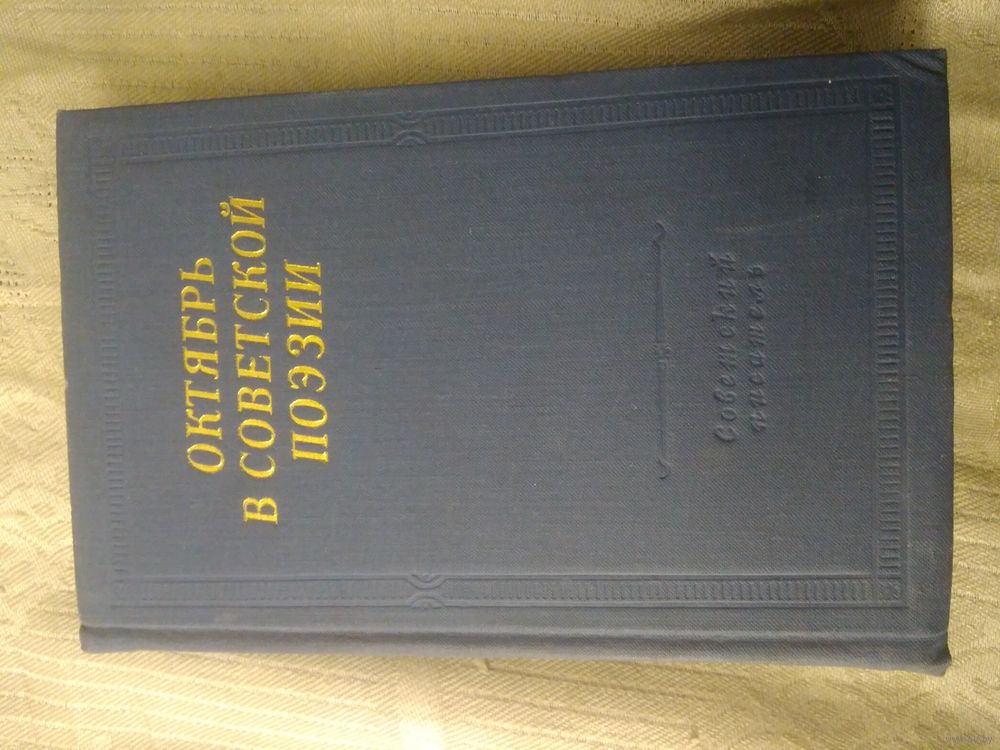 ОКТЯБРЬ
В СОВЕТСКОЙ
ПОЭЗИИ
Советский
писатель